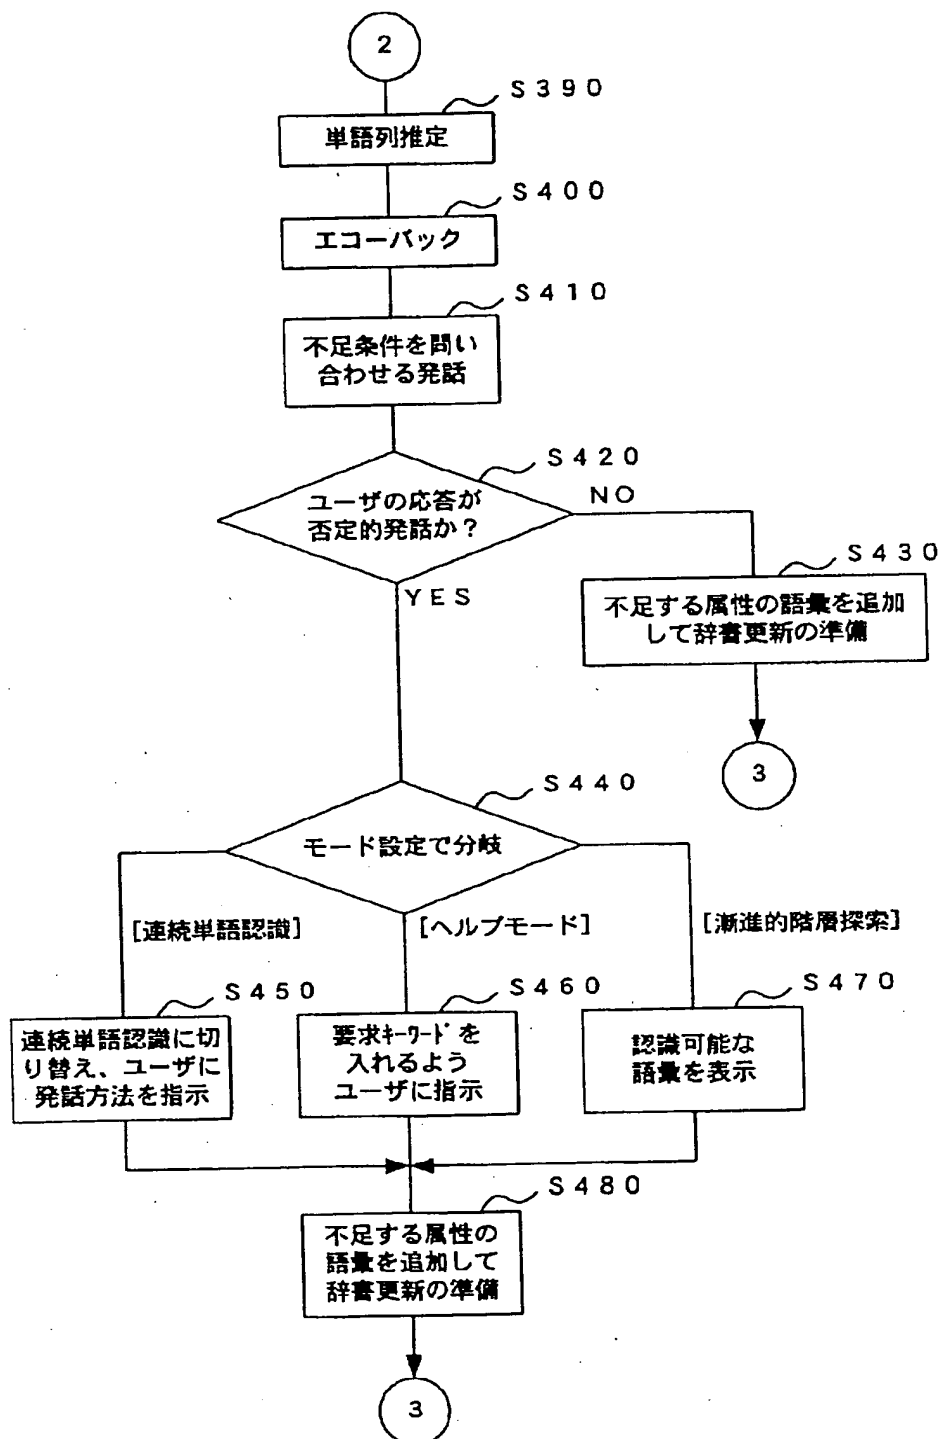 2
S390
単語列推定
S400
エコーバック
S410
不足条件を問い
合わせる発話
S420
ユーザの応答が
否定的発話か？
NO
YES
S430
不足する属性の語彙を追加
して辞書更新の準備
3
S440
モード設定で分岐
[連続単語認識]
[ヘルプモード]
[漸進的階層探索]
S450
連続単語認識に切
り替え、ユーザに
発話方法を指示
S460
要求ｷｰﾜｰﾄﾞを
入れるよう
ユーザに指示
S470
認識可能な
語彙を表示
S480
不足する属性の
語彙を追加して
辞書更新の準備
3